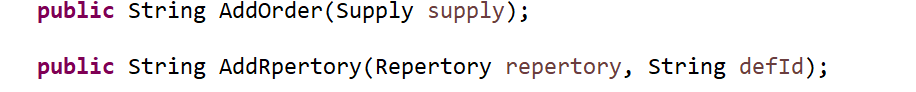 public String AddOrder(Supply supply);
public String AddRpertory(Repertory repertory, String defId);